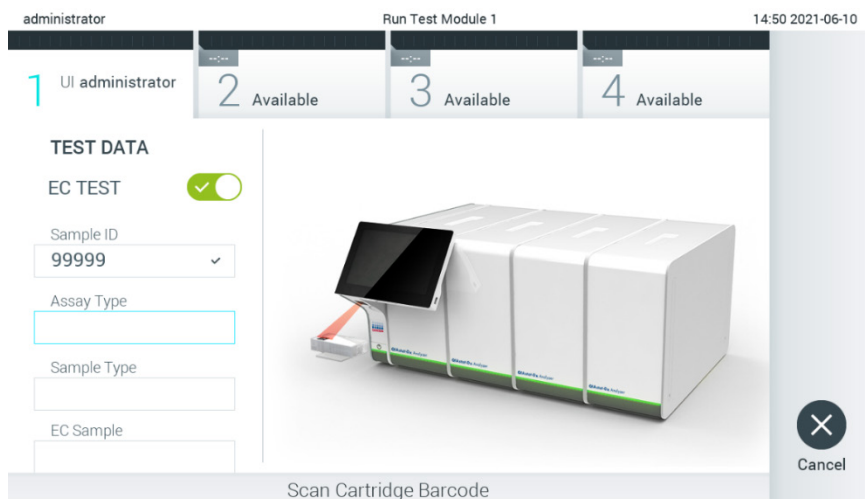 administrator Run Test Module 1 14:50 2021-06-10
--:-- --:-- --:--
1 UI administrator 2 Available 3 Available 4 Available
TEST DATA
EC TEST
Sample ID
99999
Assay Type
Sample Type
EC Sample
Cancel
Scan Cartridge Barcode